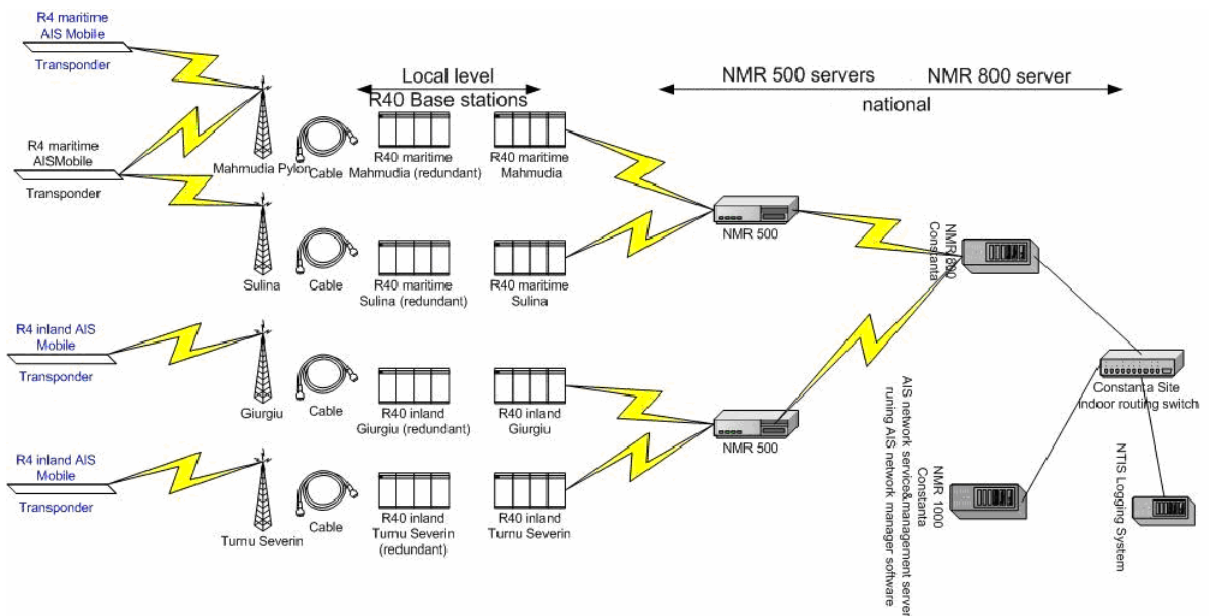 R4 maritime
AIS Mobile
Transponder
Local level
R40 Base stations
NMR 500 servers
NMR 800 server
national
R4 maritime
AISMobile
Transponder
Mahmudia Pylon
Cable
R40 maritime
Mahmudia (redundant)
R40 maritime
Mahmudia
NMR 500
NMR 800
Constanta
Sulina
Cable
R40 maritime
Sulina (redundant)
R40 maritime
Sulina
R4 inland AIS
Mobile
Transponder
Giurgiu
Cable
R40 inland
Giurgiu (redundant)
R40 inland
Giurgiu
NMR 500
Constanta Site
indoor routing switch
R4 inland AIS
Mobile
Transponder
Turnu Severin
Cable
R40 inland
Turnu Severin
(redundant)
R40 inland
Turnu Severin
NMR 1000
Constanta
AIS network service&management server
runing AIS network manager software
NTIS Logging System